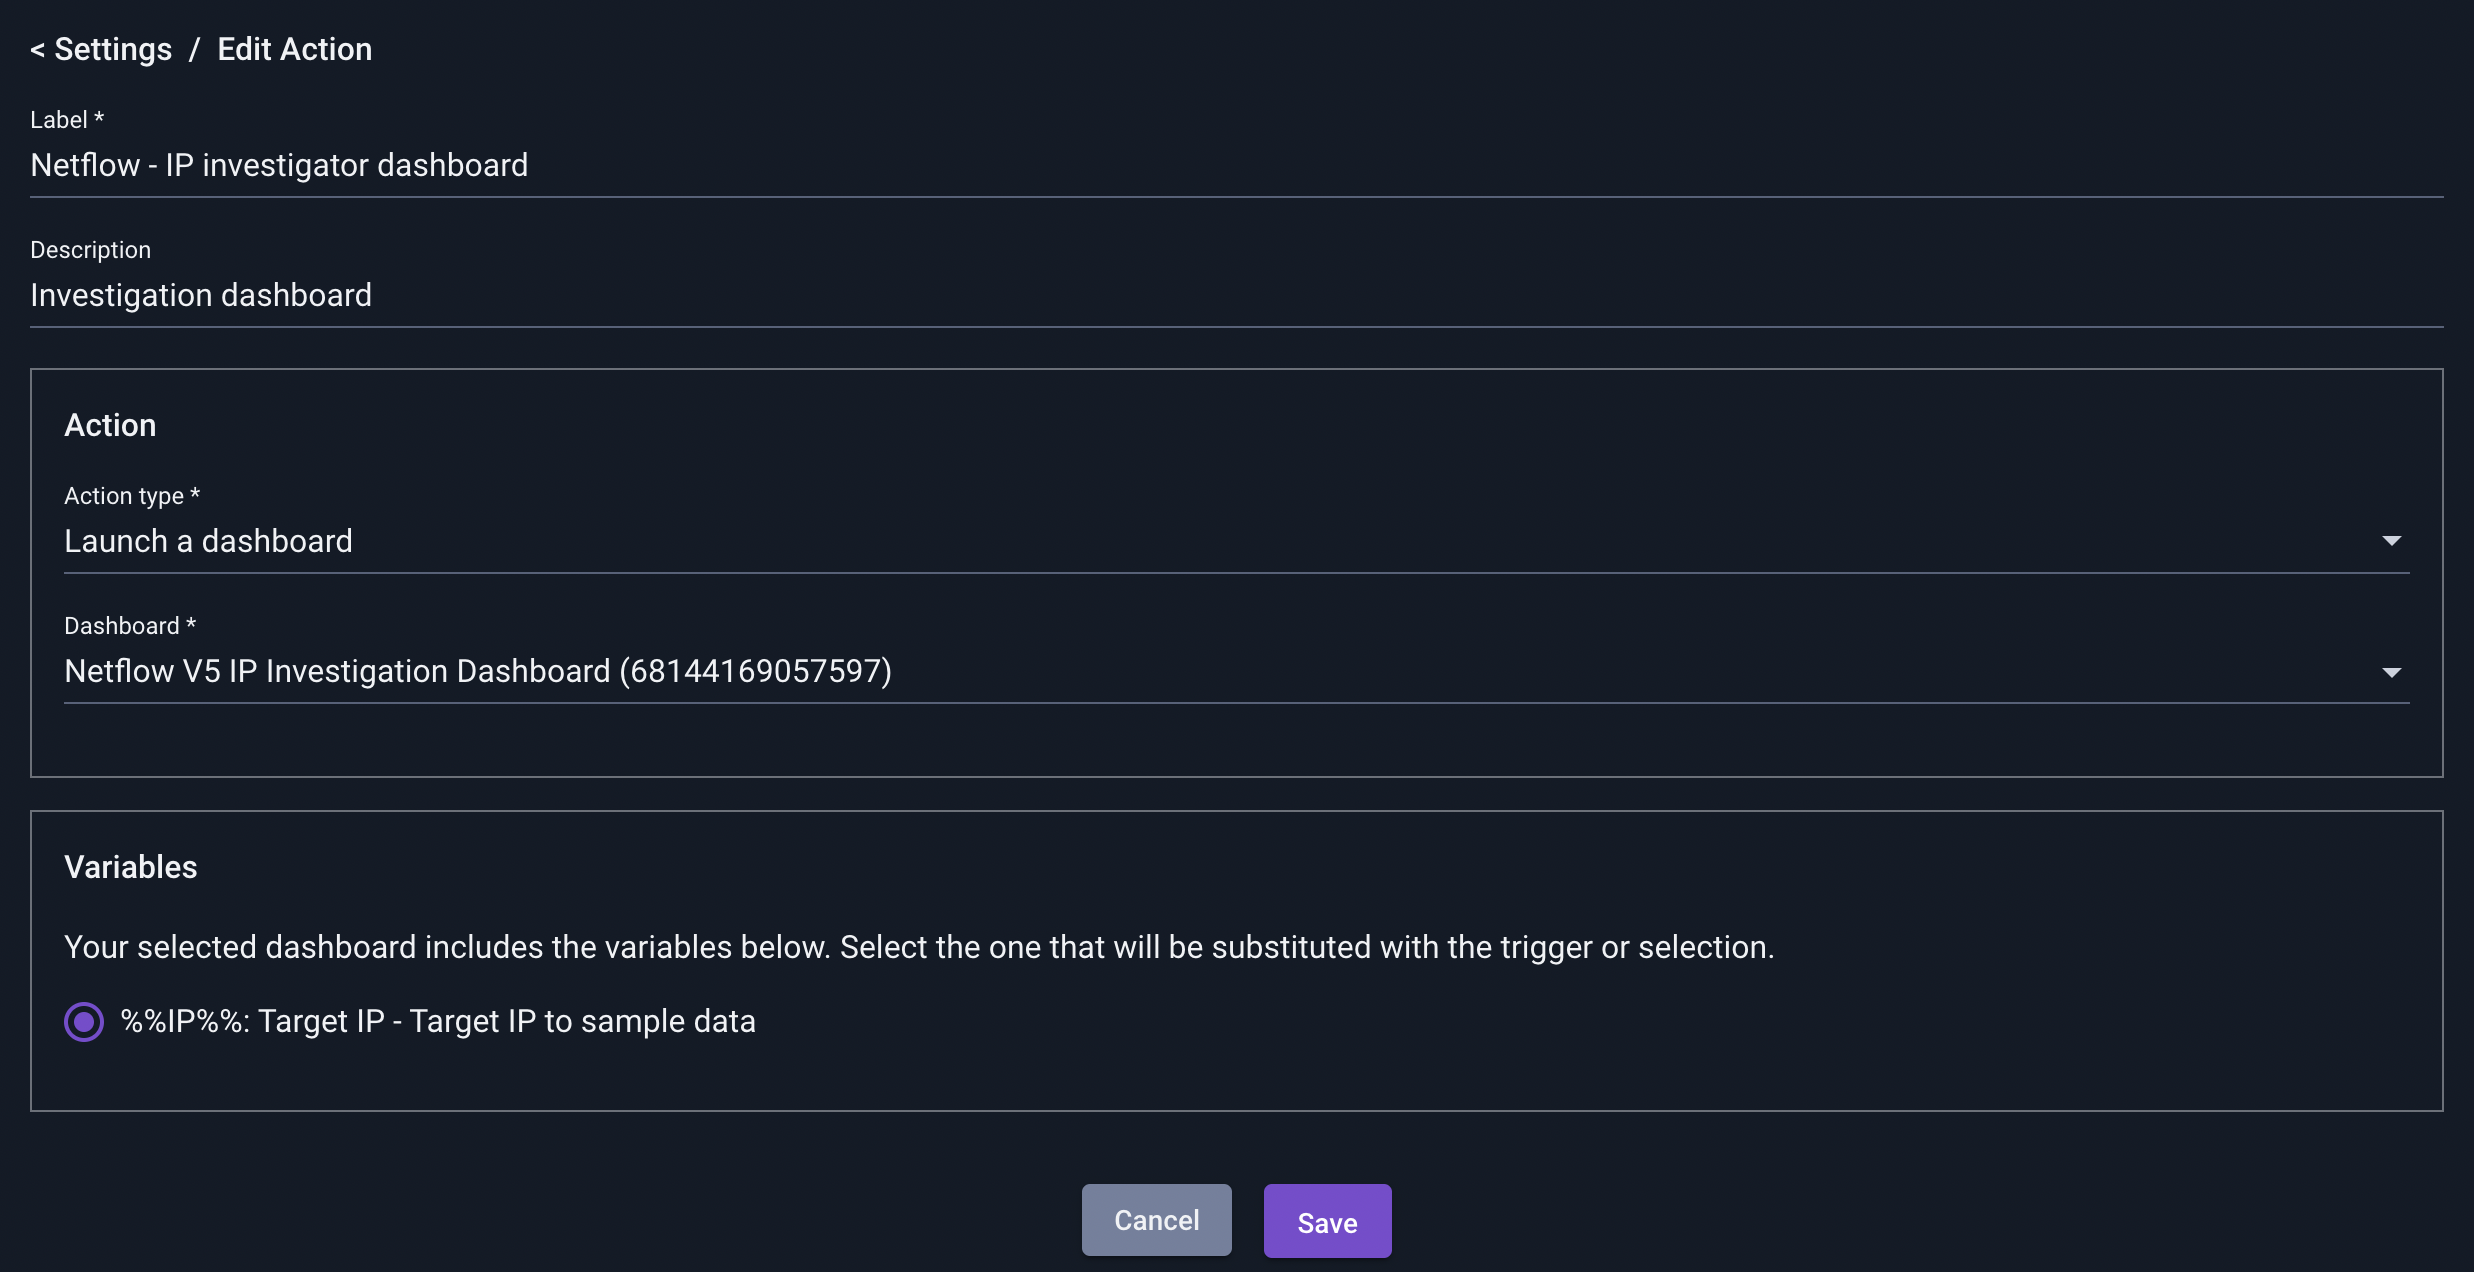 < Settings / Edit Action
Label *
Netflow - IP investigator dashboard
Description
Investigation dashboard
Action
Action type *
Launch a dashboard
Dashboard *
Netflow V5 IP Investigation Dashboard (68144169057597)
Variables
Your selected dashboard includes the variables below. Select the one that will be substituted with the trigger or selection.
%%IP%%: Target IP - Target IP to sample data
Cancel
Save